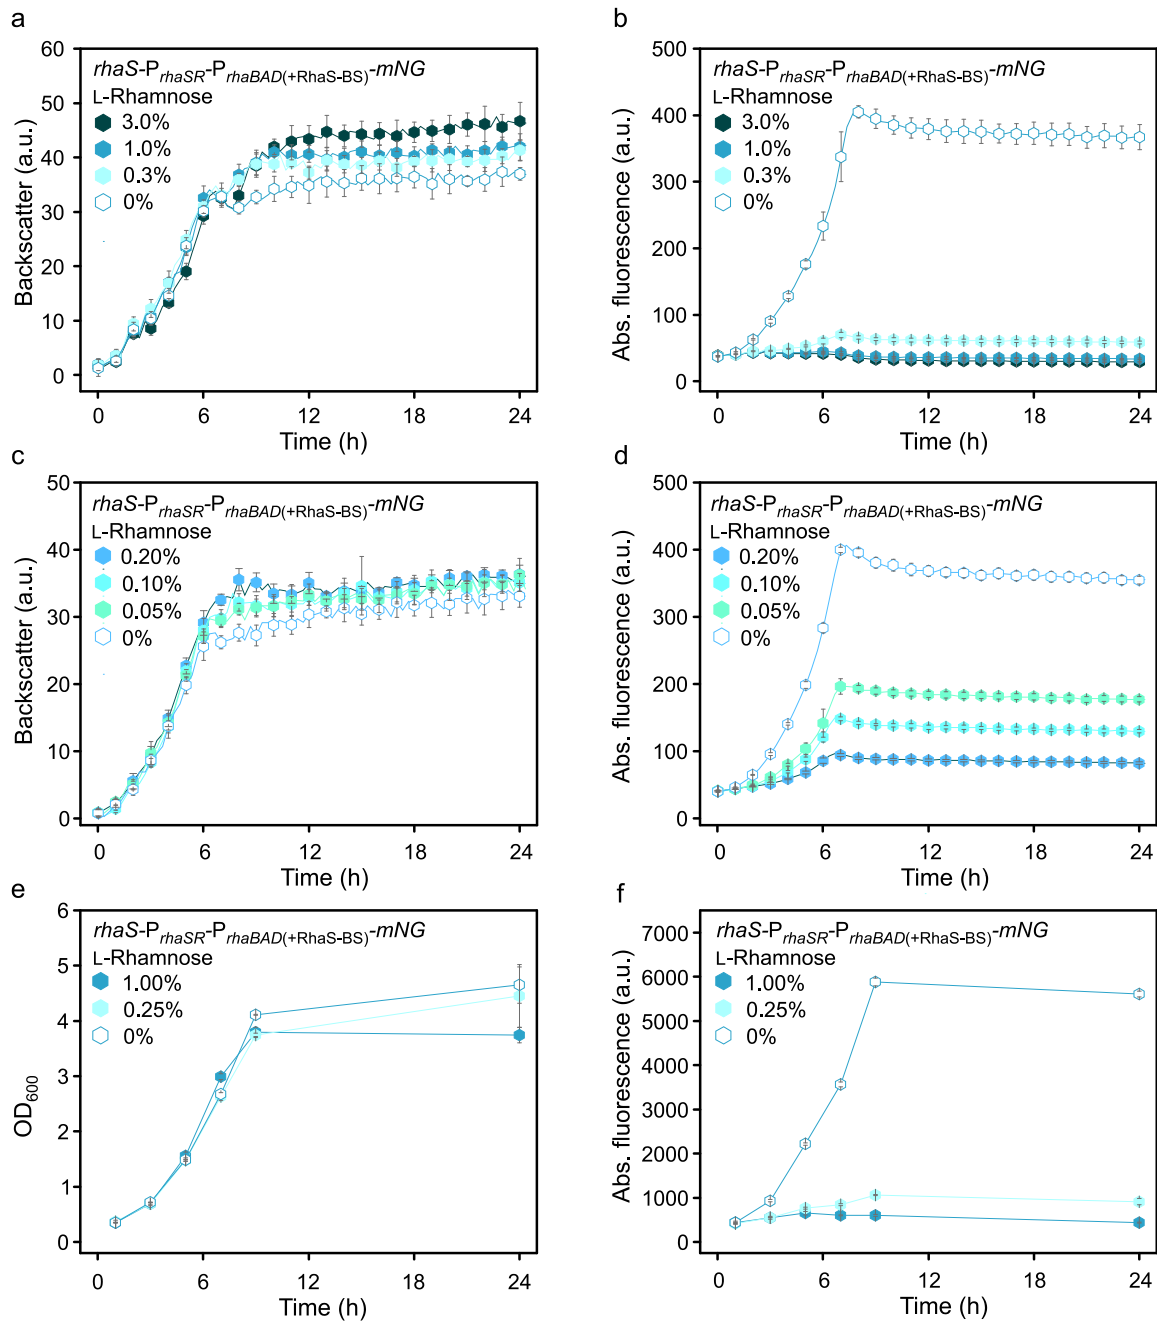 a
60
50
40
30
20
10
0
Backscatter (a.u.)
rhaS-PrhaSR-PrhaBAD(+RhaS-BS)-mNG
L-Rhamnose
3.0%
1.0%
0.3%
0%
0 6 12 18 24
Time (h)
b
500
400
300
200
100
0
Abs. fluorescence (a.u.)
rhaS-PrhaSR-PrhaBAD(+RhaS-BS)-mNG
L-Rhamnose
3.0%
1.0%
0.3%
0%
0 6 12 18 24
Time (h)
c
50
40
30
20
10
0
Backscatter (a.u.)
rhaS-PrhaSR-PrhaBAD(+RhaS-BS)-mNG
L-Rhamnose
0.20%
0.10%
0.05%
0%
0 6 12 18 24
Time (h)
d
500
400
300
200
100
0
Abs. fluorescence (a.u.)
rhaS-PrhaSR-PrhaBAD(+RhaS-BS)-mNG
L-Rhamnose
0.20%
0.10%
0.05%
0%
0 6 12 18 24
Time (h)
e
6
5
4
3
2
1
0
OD600
rhaS-PrhaSR-PrhaBAD(+RhaS-BS)-mNG
L-Rhamnose
1.00%
0.25%
0%
0 6 12 18 24
Time (h)
f
7000
6000
5000
4000
3000
2000
1000
0
Abs. fluorescence (a.u.)
rhaS-PrhaSR-PrhaBAD(+RhaS-BS)-mNG
L-Rhamnose
1.00%
0.25%
0%
0 6 12 18 24
Time (h)